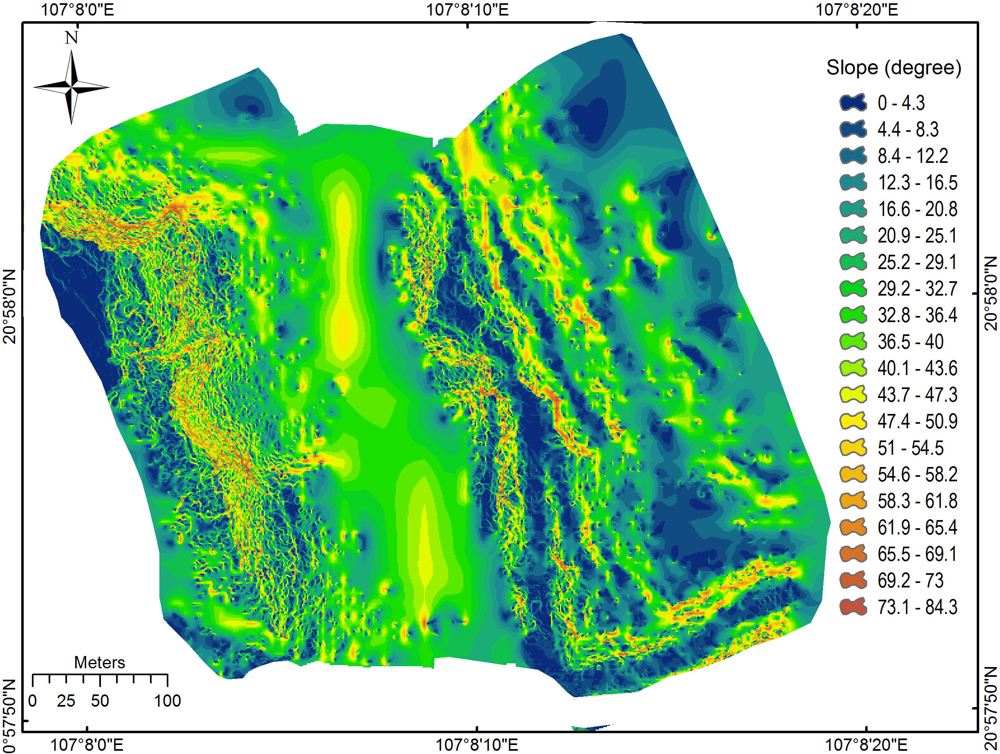 107°8'0"E 107°8'10"E 107°8'20"E
N
Slope (degree)
0 - 4.3
4.4 - 8.3
8.4 - 12.2
12.3 - 16.5
16.6 - 20.8
20.9 - 25.1
25.2 - 29.1
29.2 - 32.7
32.8 - 36.4
36.5 - 40
40.1 - 43.6
43.7 - 47.3
47.4 - 50.9
51 - 54.5
54.6 - 58.2
58.3 - 61.8
61.9 - 65.4
65.5 - 69.1
69.2 - 73
73.1 - 84.3
20°58'0"N
20°58'0"N
Meters
0 25 50 100
0°57'50"N
20°57'50"N
107°8'0"E 107°8'10"E 107°8'20"E